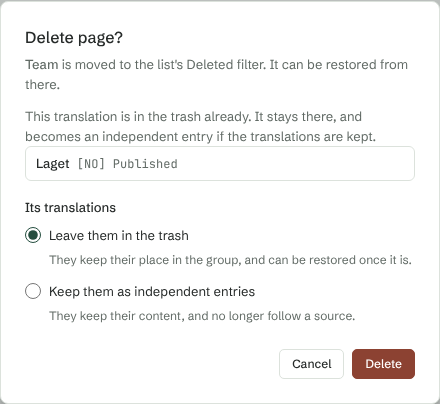 Delete page?
Team is moved to the list's Deleted filter. It can be restored from
there.
This translation is in the trash already. It stays there, and
becomes an independent entry if the translations are kept.
Laget [NO] Published
Its translations
Leave them in the trash
They keep their place in the group, and can be restored once it is.
Keep them as independent entries
They keep their content, and no longer follow a source.
Cancel
Delete